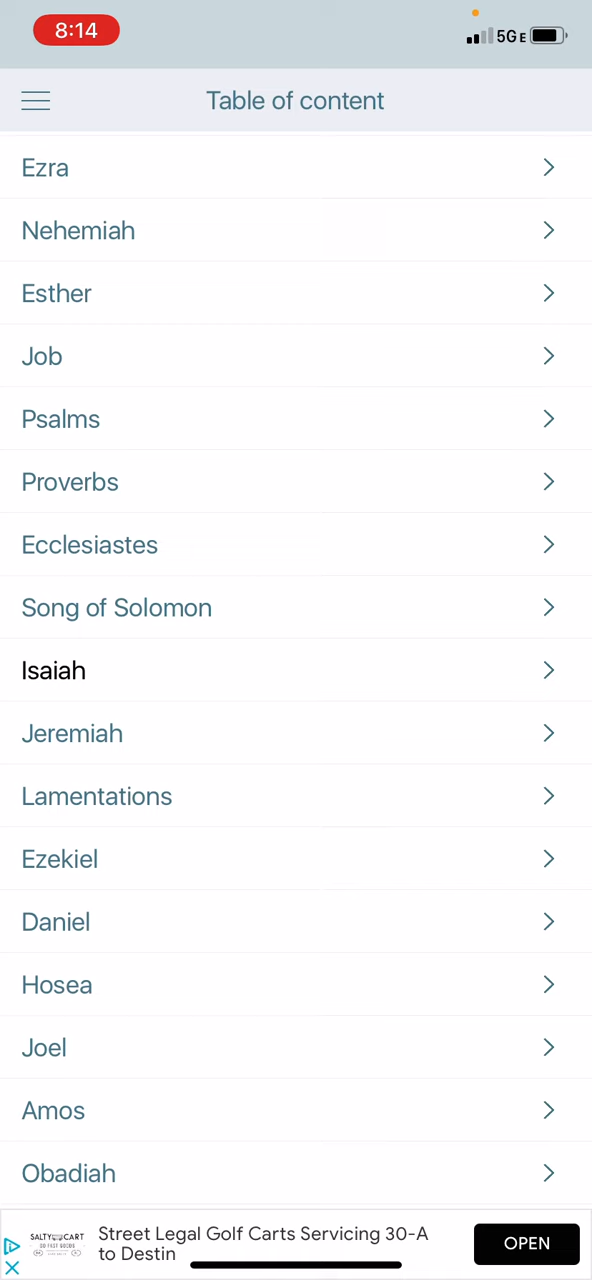 8:14
5GE
Table of content
Ezra
Nehemiah
Esther
Job
Psalms
Proverbs
Ecclesiastes
Song of Solomon
Isaiah
Jeremiah
Lamentations
Ezekiel
Daniel
Hosea
Joel
Amos
Obadiah
SALTY CART
Street Legal Golf Carts Servicing 30-A
to Destin
OPEN